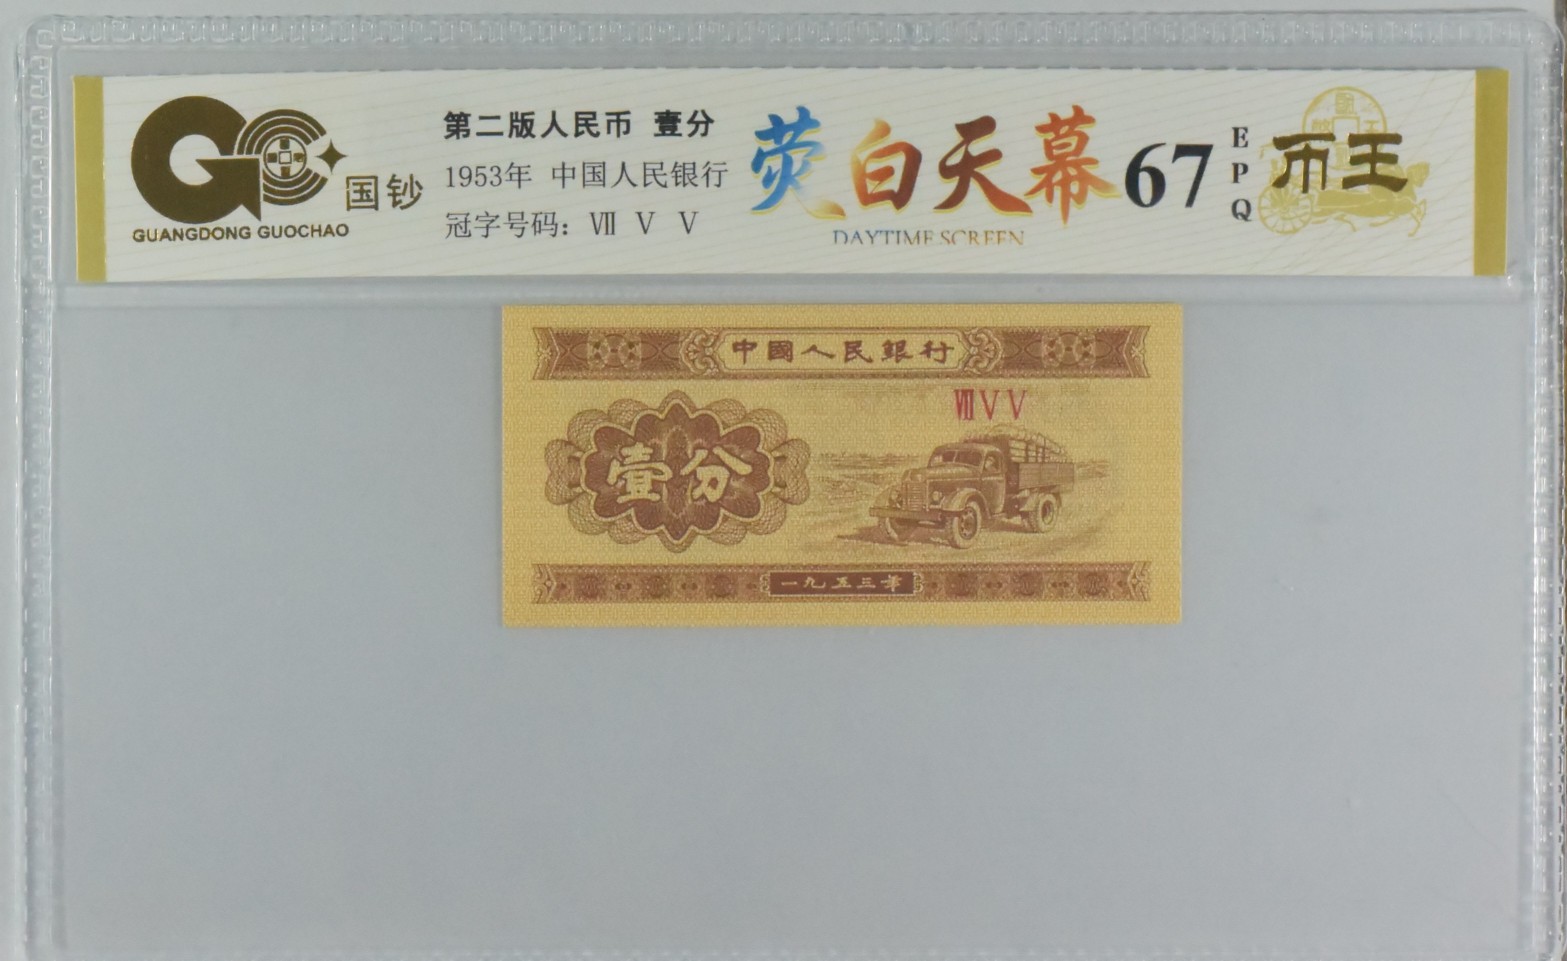 国钞
GUANGDONG GUOCHAO
第二版人民币 壹分
1953年 中国人民银行
冠字号码：Ⅶ Ⅴ Ⅴ
荧白天幕
DAYTIME SCREEN
67
EPQ
币王
中國人民銀行
ⅦⅤⅤ
壹分
一九五三年